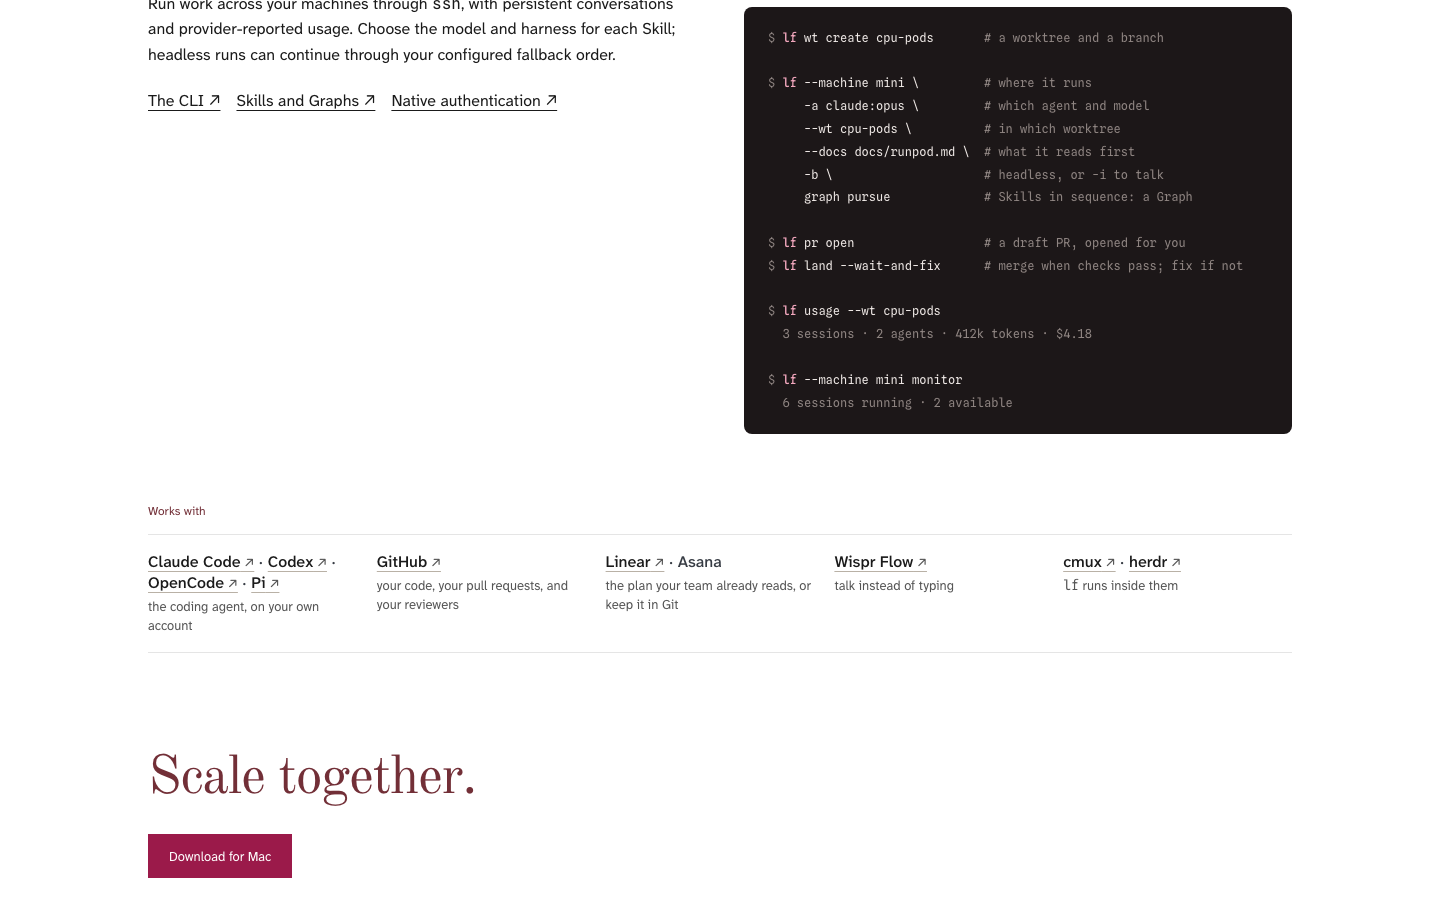 Run work across your machines through ssh, with persistent conversations
and provider-reported usage. Choose the model and harness for each Skill;
headless runs can continue through your configured fallback order.
The CLI ↗ Skills and Graphs ↗ Native authentication ↗
$ lf wt create cpu-pods # a worktree and a branch
$ lf --machine mini \ # where it runs
-a claude:opus \ # which agent and model
--wt cpu-pods \ # in which worktree
--docs docs/runpod.md \ # what it reads first
-b \ # headless, or -i to talk
graph pursue # Skills in sequence: a Graph
$ lf pr open # a draft PR, opened for you
$ lf land --wait-and-fix # merge when checks pass; fix if not
$ lf usage --wt cpu-pods
3 sessions · 2 agents · 412k tokens · $4.18
$ lf --machine mini monitor
6 sessions running · 2 available
Works with
Claude Code ↗ · Codex ↗ ·
OpenCode ↗ · Pi ↗
the coding agent, on your own
account
GitHub ↗
your code, your pull requests, and
your reviewers
Linear ↗ · Asana
the plan your team already reads, or
keep it in Git
Wispr Flow ↗
talk instead of typing
cmux ↗ · herdr ↗
lf runs inside them
Scale together.
Download for Mac